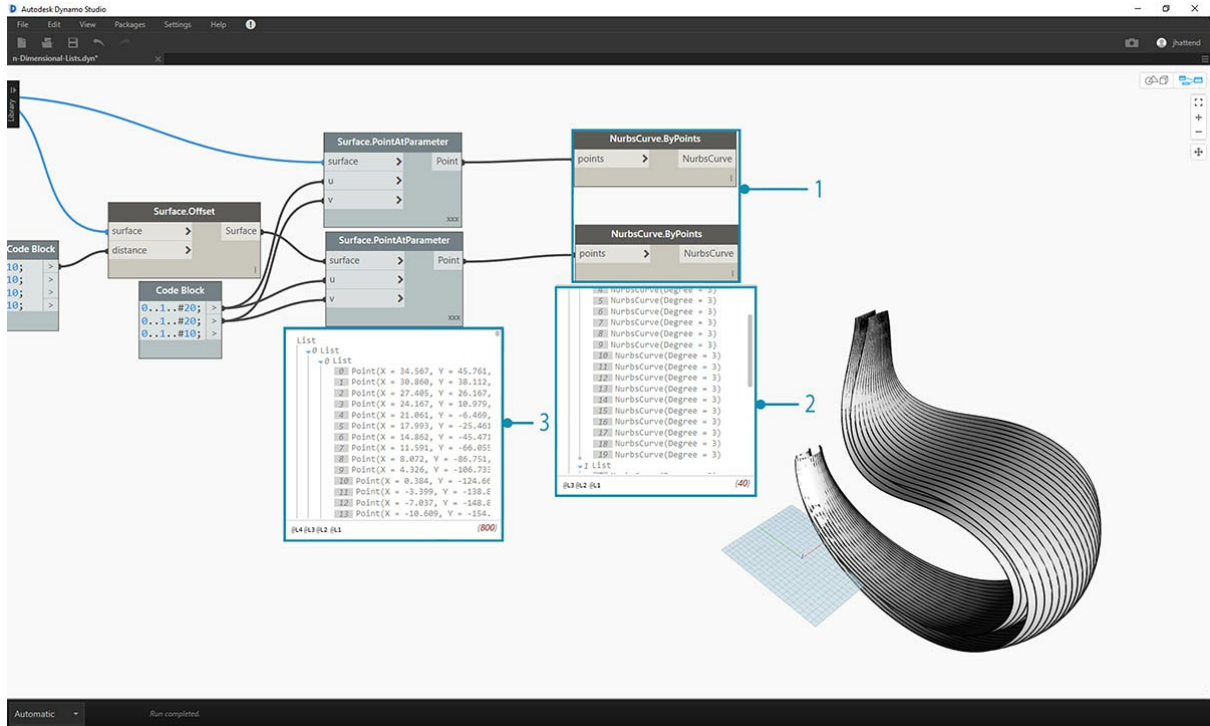 Autodesk Dynamo Studio
File Edit View Packages Settings Help
jhattend
n-Dimensional-Lists.dyn*
Library
Surface.PointAtParameter
surface > Point
u >
v >
xxx
NurbsCurve.ByPoints
points > NurbsCurve
1
Surface.Offset
surface > Surface
distance >
Surface.PointAtParameter
surface > Point
u >
v >
xxx
NurbsCurve.ByPoints
points > NurbsCurve
Code Block
10; >
10; >
10; >
10; >
Code Block
0..1..#20; >
0..1..#20; >
0..1..#10; >
List
0 List
0 List
0 Point(X = 34.567, Y = 45.761,
1 Point(X = 30.860, Y = 38.112,
2 Point(X = 27.405, Y = 26.167,
3 Point(X = 24.167, Y = 10.979,
4 Point(X = 21.061, Y = -6.469,
5 Point(X = 17.993, Y = -25.461
6 Point(X = 14.862, Y = -45.471
7 Point(X = 11.591, Y = -66.055
8 Point(X = 8.072, Y = -86.751,
9 Point(X = 4.326, Y = -106.733
10 Point(X = 0.384, Y = -124.66
11 Point(X = -3.399, Y = -138.8
12 Point(X = -7.037, Y = -148.8
13 Point(X = -10.609, Y = -154.
@L4 @L3 @L2 @L1 {800}
3
NurbsCurve(Degree = 3)
5 NurbsCurve(Degree = 3)
6 NurbsCurve(Degree = 3)
7 NurbsCurve(Degree = 3)
8 NurbsCurve(Degree = 3)
9 NurbsCurve(Degree = 3)
10 NurbsCurve(Degree = 3)
11 NurbsCurve(Degree = 3)
12 NurbsCurve(Degree = 3)
13 NurbsCurve(Degree = 3)
14 NurbsCurve(Degree = 3)
15 NurbsCurve(Degree = 3)
16 NurbsCurve(Degree = 3)
17 NurbsCurve(Degree = 3)
18 NurbsCurve(Degree = 3)
19 NurbsCurve(Degree = 3)
1 List
@L3 @L2 @L1 {40}
2
Automatic
Run completed.